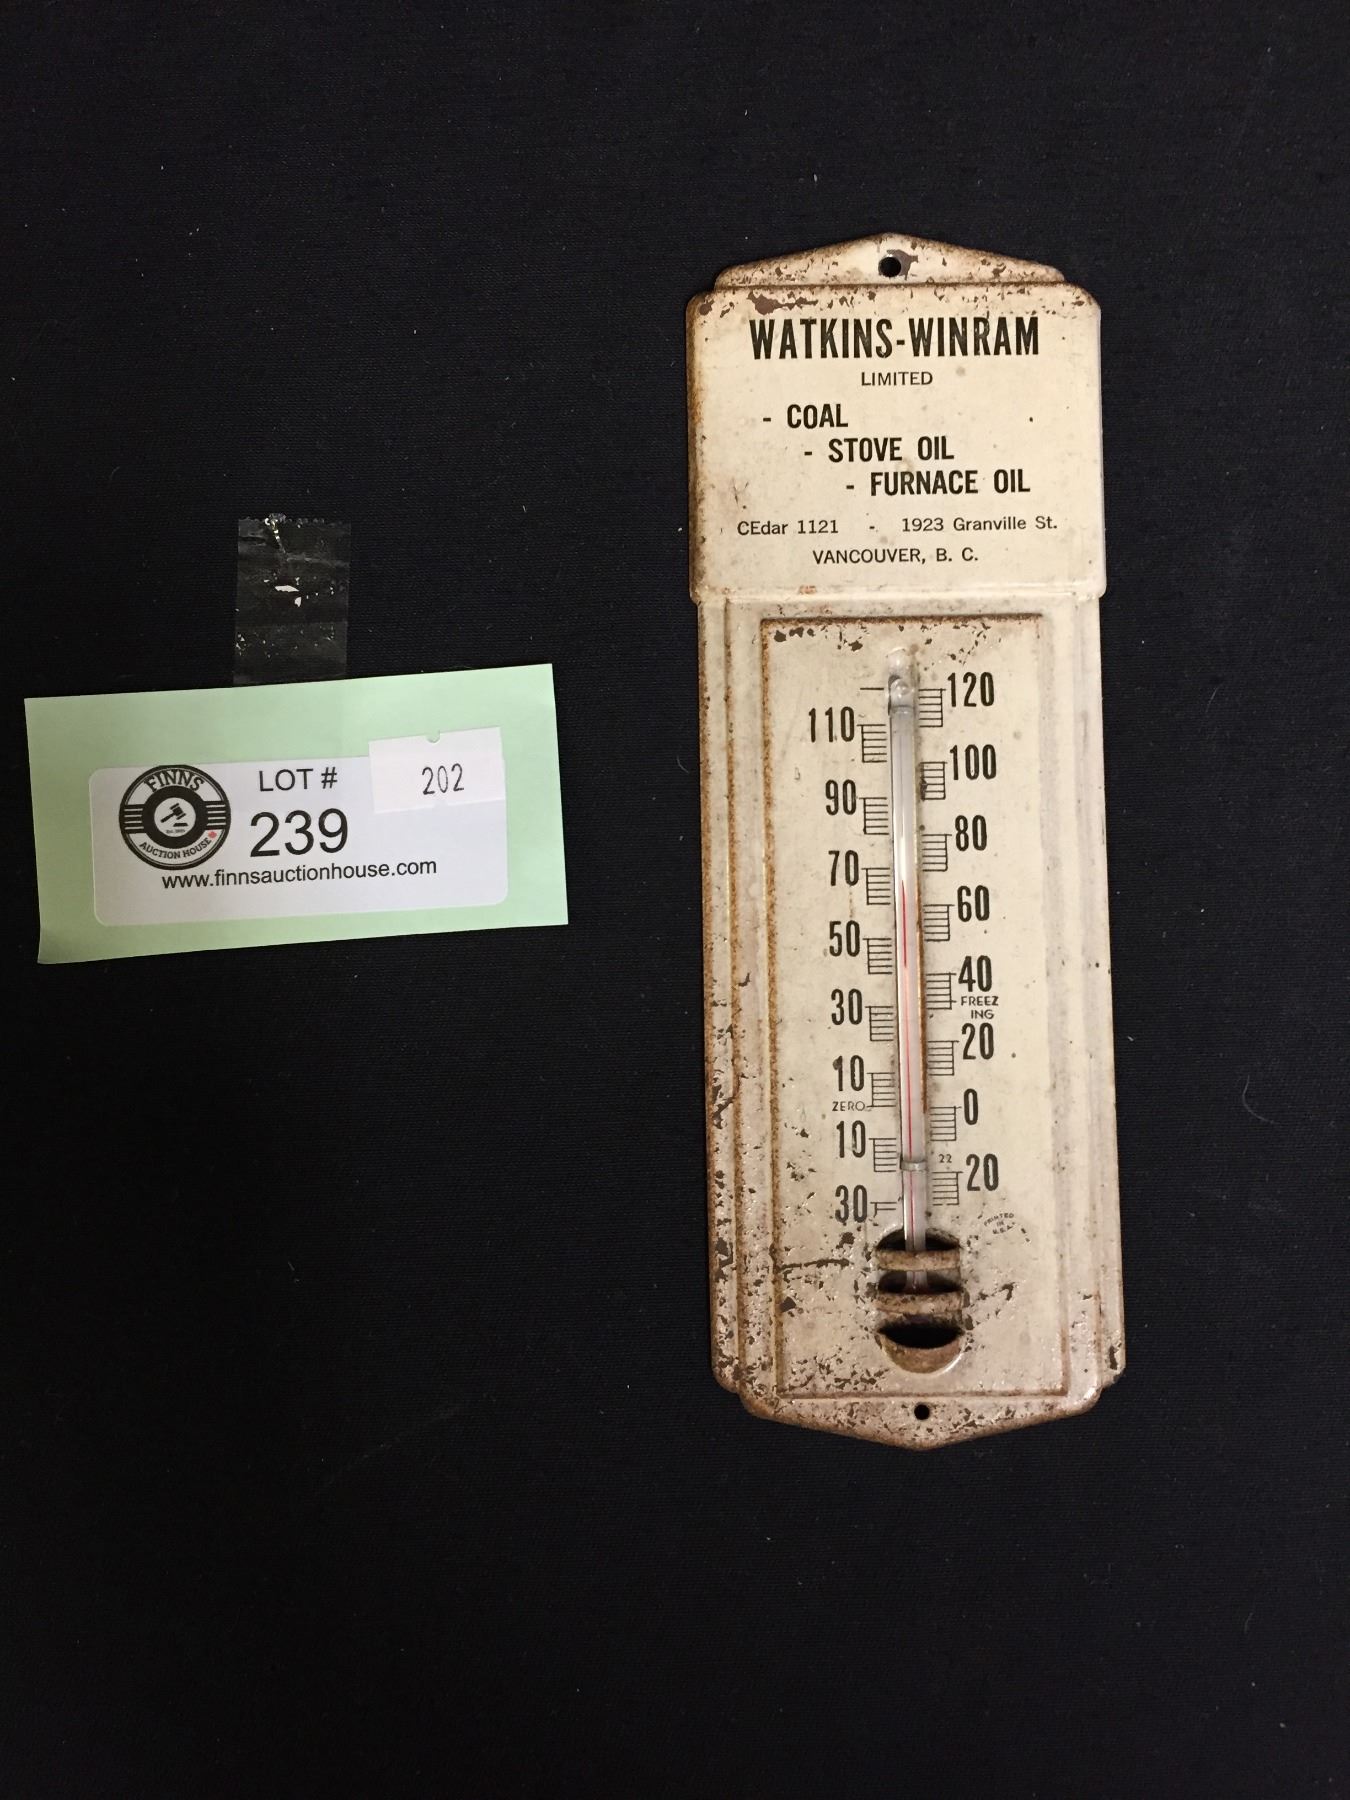 WATKINS-WINRAM
LIMITED
- COAL
- STOVE OIL
- FURNACE OIL
CEdar 1121 - 1923 Granville St.
VANCOUVER, B. C.
120
110
100
90
80
70
60
50
40
FREEZ
ING
30
20
10
ZERO
0
10
22
20
30
PRINTED
IN
U.S.A.
FINNS
AUCTION HOUSE
LOT #
202
239
www.finnsauctionhouse.com